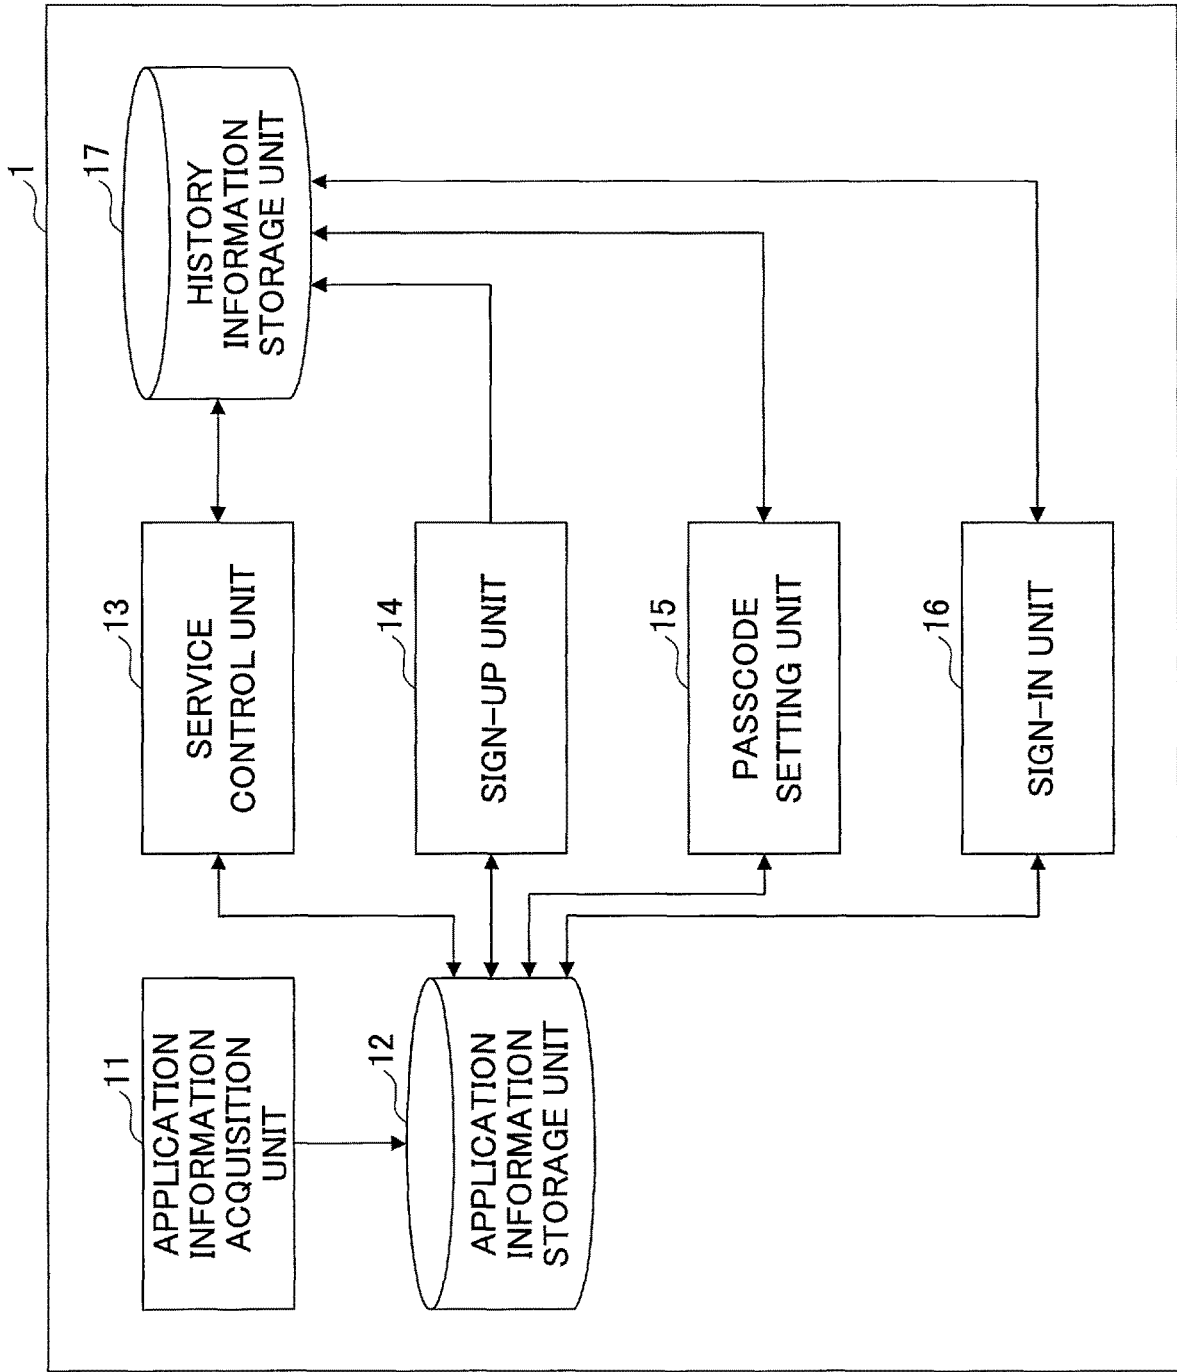 1
11
APPLICATION
INFORMATION
ACQUISITION
UNIT
12
APPLICATION
INFORMATION
STORAGE UNIT
13
SERVICE
CONTROL UNIT
14
SIGN-UP UNIT
15
PASSCODE
SETTING UNIT
16
SIGN-IN UNIT
17
HISTORY
INFORMATION
STORAGE UNIT